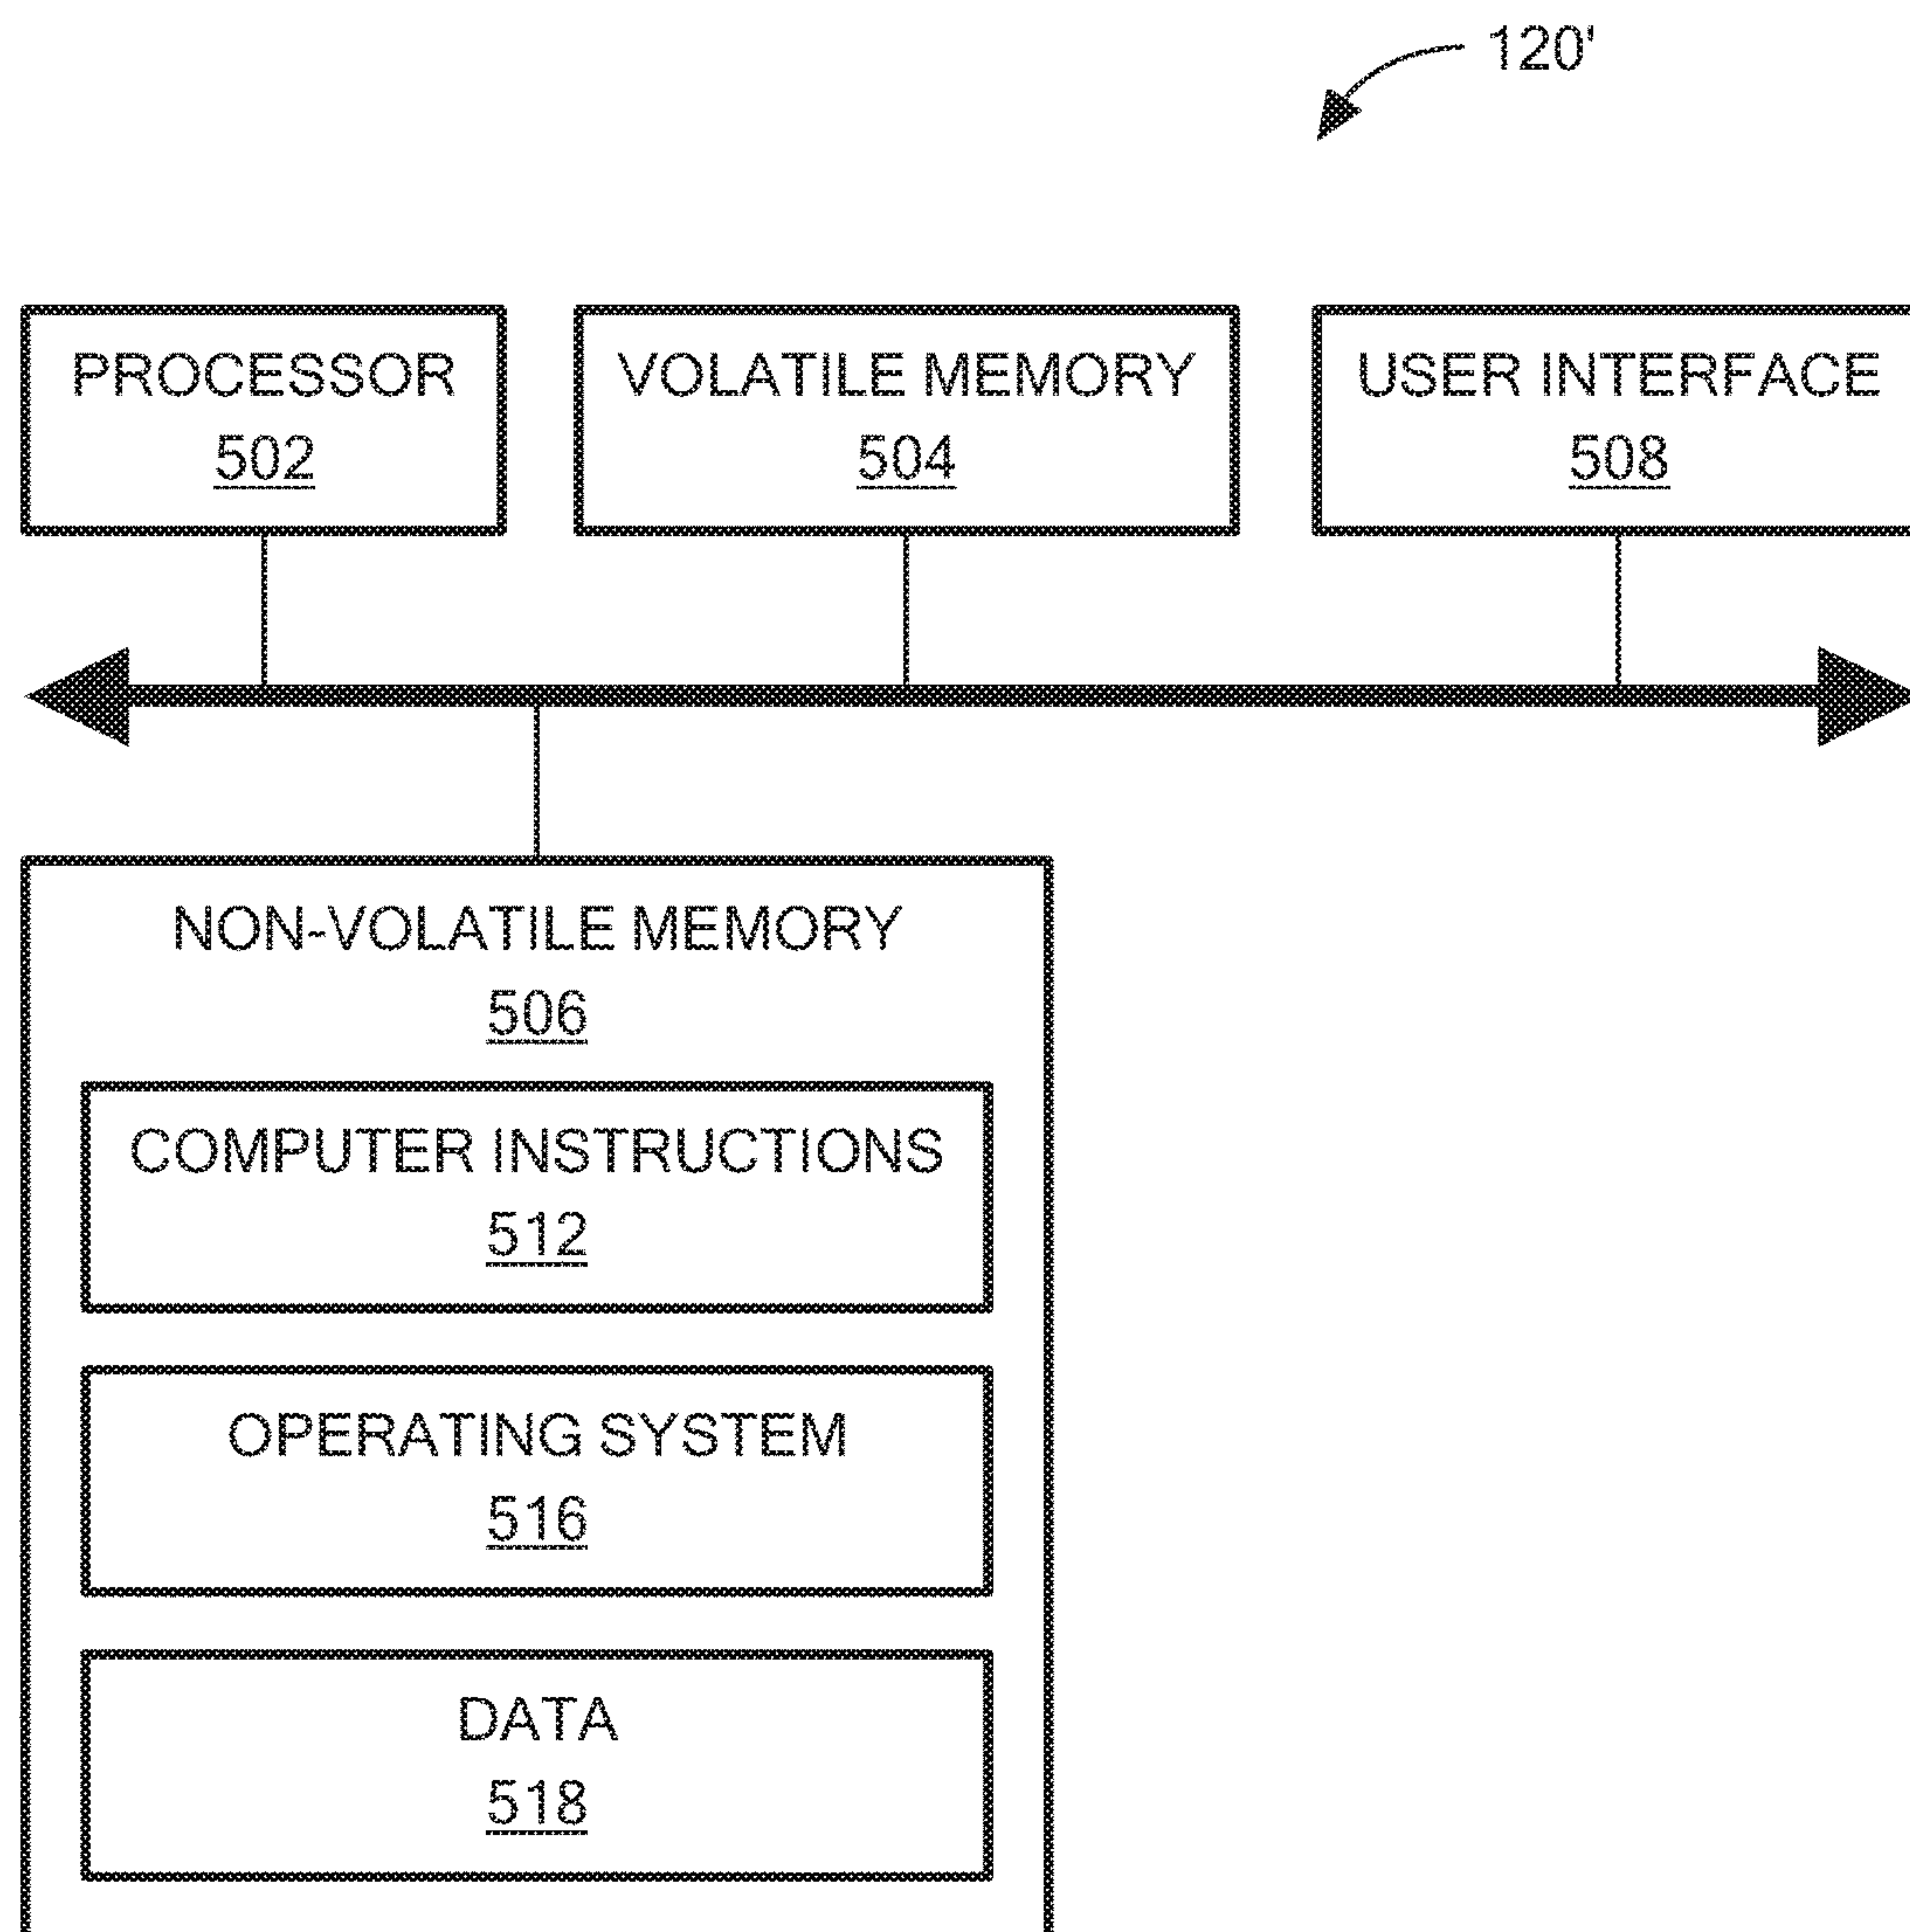 120'
PROCESSOR
502
VOLATILE MEMORY
504
USER INTERFACE
508
NON-VOLATILE MEMORY
506
COMPUTER INSTRUCTIONS
512
OPERATING SYSTEM
516
DATA
518